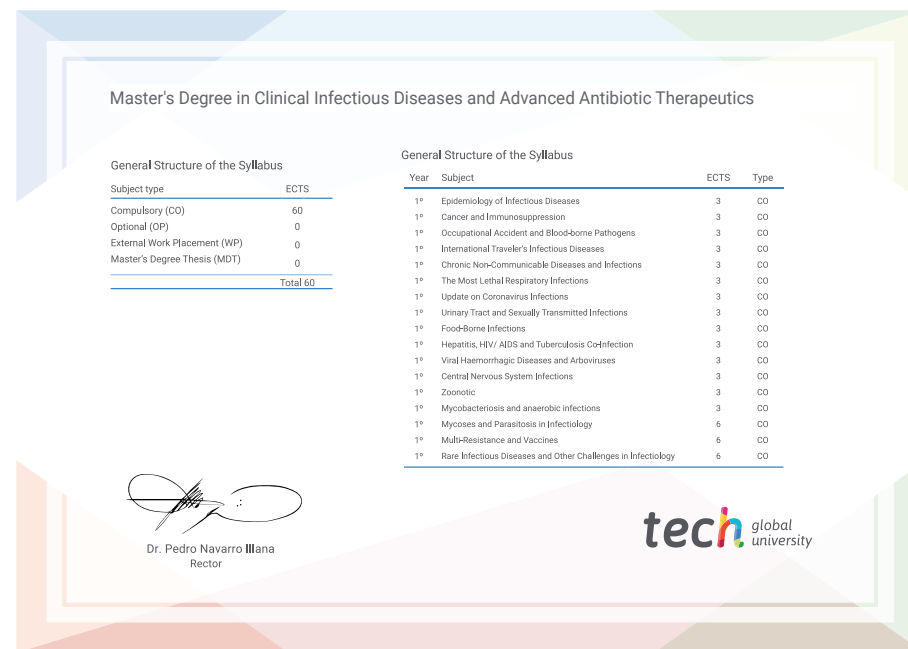 Master's Degree in Clinical Infectious Diseases and Advanced Antibiotic Therapeutics
General Structure of the Syllabus
Subject type ECTS
Compulsory (CO) 60
Optional (OP) 0
External Work Placement (WP) 0
Master's Degree Thesis (MDT) 0
Total 60
General Structure of the Syllabus
Year Subject ECTS Type
1º Epidemiology of Infectious Diseases 3 CO
1º Cancer and Immunosuppression 3 CO
1º Occupational Accident and Blood-borne Pathogens 3 CO
1º International Traveler's Infectious Diseases 3 CO
1º Chronic Non-Communicable Diseases and Infections 3 CO
1º The Most Lethal Respiratory Infections 3 CO
1º Update on Coronavirus Infections 3 CO
1º Urinary Tract and Sexually Transmitted Infections 3 CO
1º Food-Borne Infections 3 CO
1º Hepatitis, HIV/ AIDS and Tuberculosis Co-Infection 3 CO
1º Viral Haemorrhagic Diseases and Arboviruses 3 CO
1º Central Nervous System Infections 3 CO
1º Zoonotic 3 CO
1º Mycobacteriosis and anaerobic infections 3 CO
1º Mycoses and Parasitosis in Infectiology 6 CO
1º Multi-Resistance and Vaccines 6 CO
1º Rare Infectious Diseases and Other Challenges in Infectiology 6 CO
Dr. Pedro Navarro Illana
Rector
tech global
university